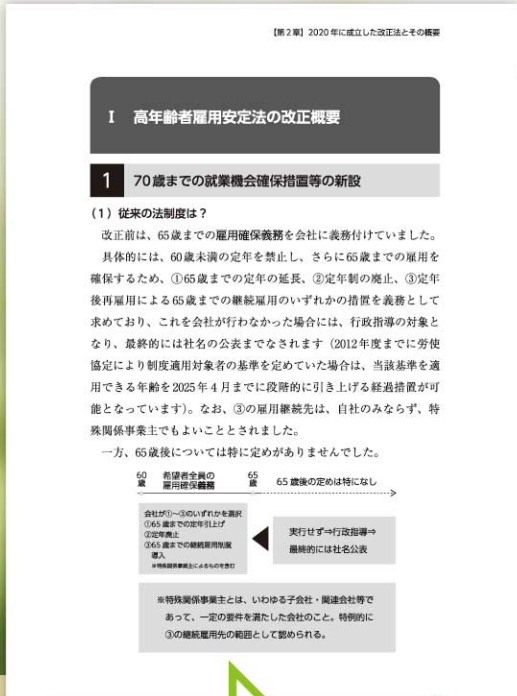 【第2章】2020年に成立した改正法とその概要
I 高年齢者雇用安定法の改正概要
1 70歳までの就業機会確保措置等の新設
(1)従来の法制度は？
改正前は、65歳までの雇用確保義務を会社に義務付けていました。
具体的には、60歳未満の定年を禁止し、さらに65歳までの雇用を
確保するため、①65歳までの定年の延長、②定年制の廃止、③定年
後再雇用による65歳までの継続雇用のいずれかの措置を義務として
求めており、これを会社が行わなかった場合には、行政指導の対象と
なり、最終的には社名の公表までなされます（2012年度までに労使
協定により制度適用対象者の基準を定めていた場合は、当該基準を適
用できる年齢を2025年4月までに段階的に引き上げる経過措置が可
能となっています）。なお、③の雇用継続先は、自社のみならず、特
殊関係事業主でもよいこととされました。
一方、65歳後については特に定めがありませんでした。
60歳
希望者全員の
雇用確保義務
65歳
65歳後の定めは特になし
会社が①～③のいずれかを選択
①65歳までの定年引上げ
②定年廃止
③65歳までの継続雇用制度
導入
※特殊関係事業主によるものを含む
実行せず⇒行政指導⇒
最終的には社名公表
※特殊関係事業主とは、いわゆる子会社・関連会社等で
あって、一定の要件を満たした会社のこと。特例的に
③の継続雇用先の範囲として認められる。